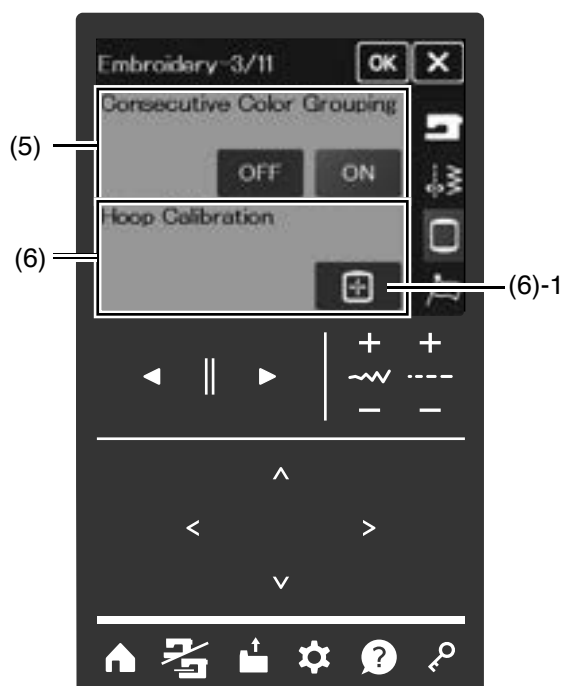 Embroidery-3/11 OK X
Consecutive Color Grouping
(5)
OFF ON
Hoop Calibration
(6)
(6)-1
+ +
- -
?